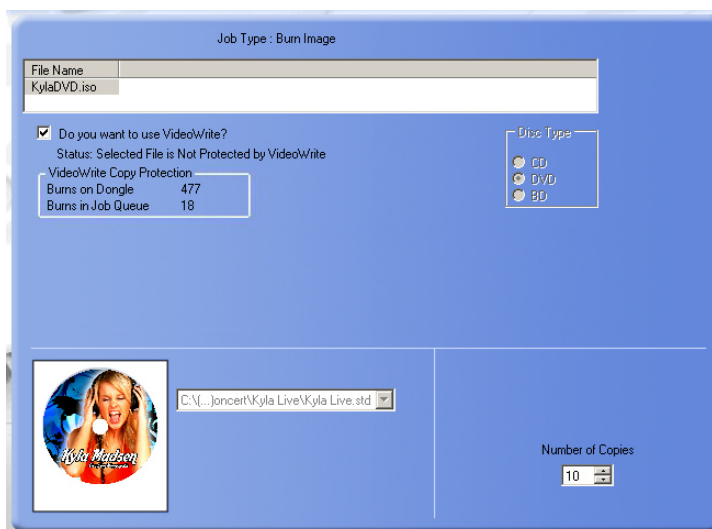 Job Type : Burn Image
File Name
KylaDVD.iso
Do you want to use VideoWrite?
Status: Selected File is Not Protected by VideoWrite
VideoWrite Copy Protection
Burns on Dongle 477
Burns in Job Queue 18
Disc Type
CD
DVD
BD
C:\(...)oncert\Kyla Live\Kyla Live.std
Kyla Madsen
Number of Copies
10